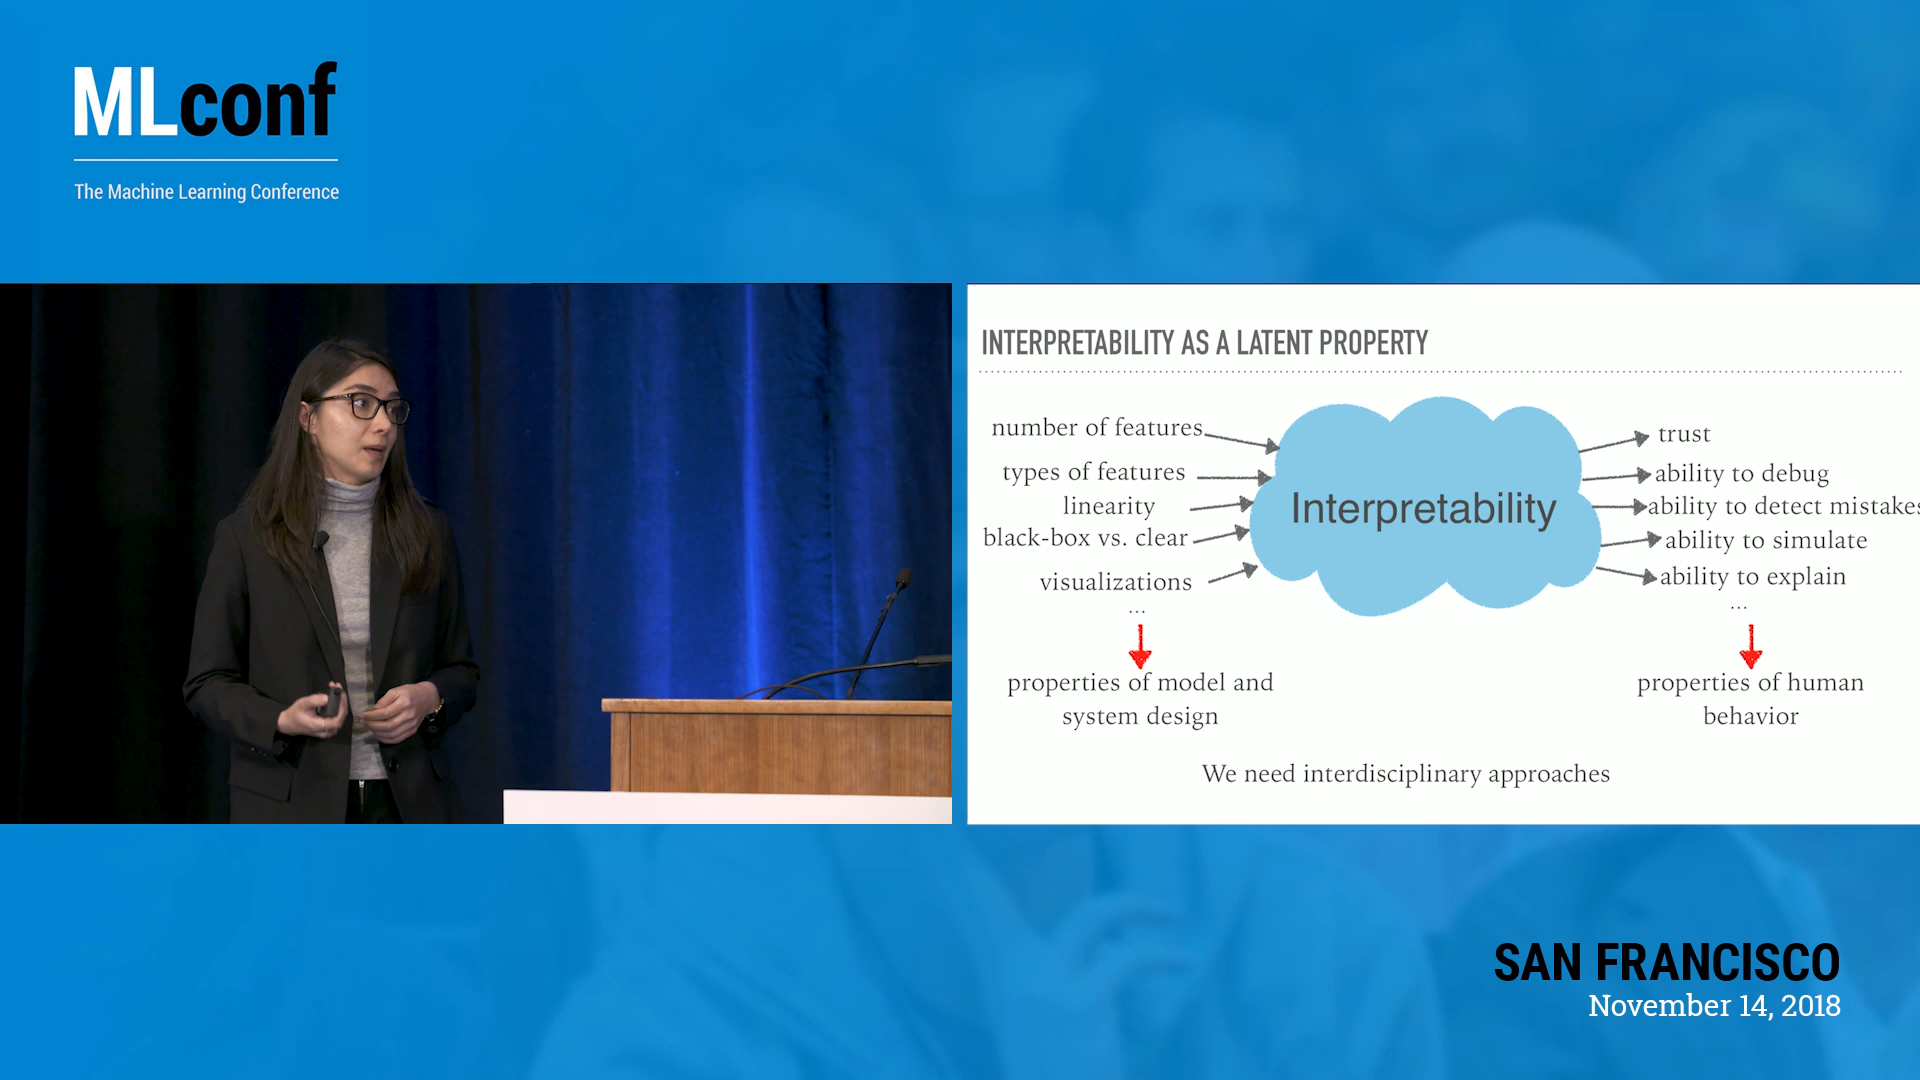 MLconf
The Machine Learning Conference
INTERPRETABILITY AS A LATENT PROPERTY
number of features
types of features
linearity
black-box vs. clear
visualizations
...
properties of model and
system design
Interpretability
trust
ability to debug
ability to detect mistakes
ability to simulate
ability to explain
...
properties of human
behavior
We need interdisciplinary approaches
SAN FRANCISCO
November 14, 2018